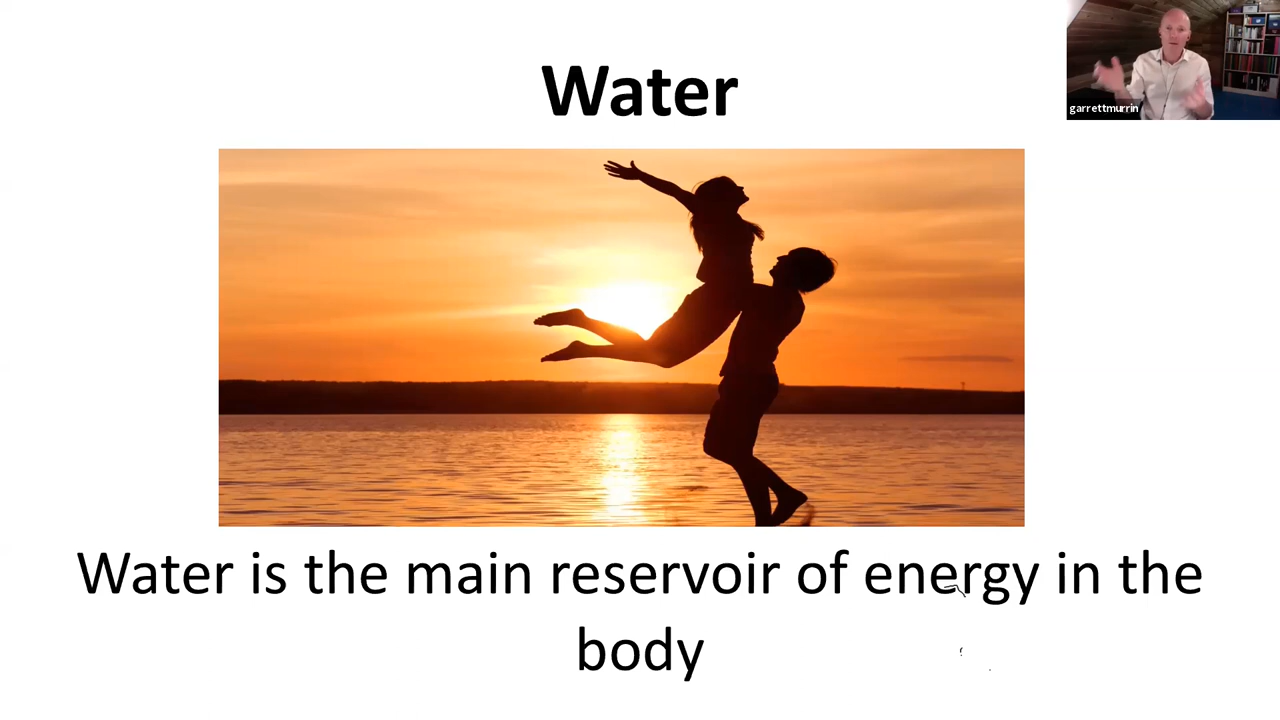 Water
garrettmurrin
Water is the main reservoir of energy in the
body